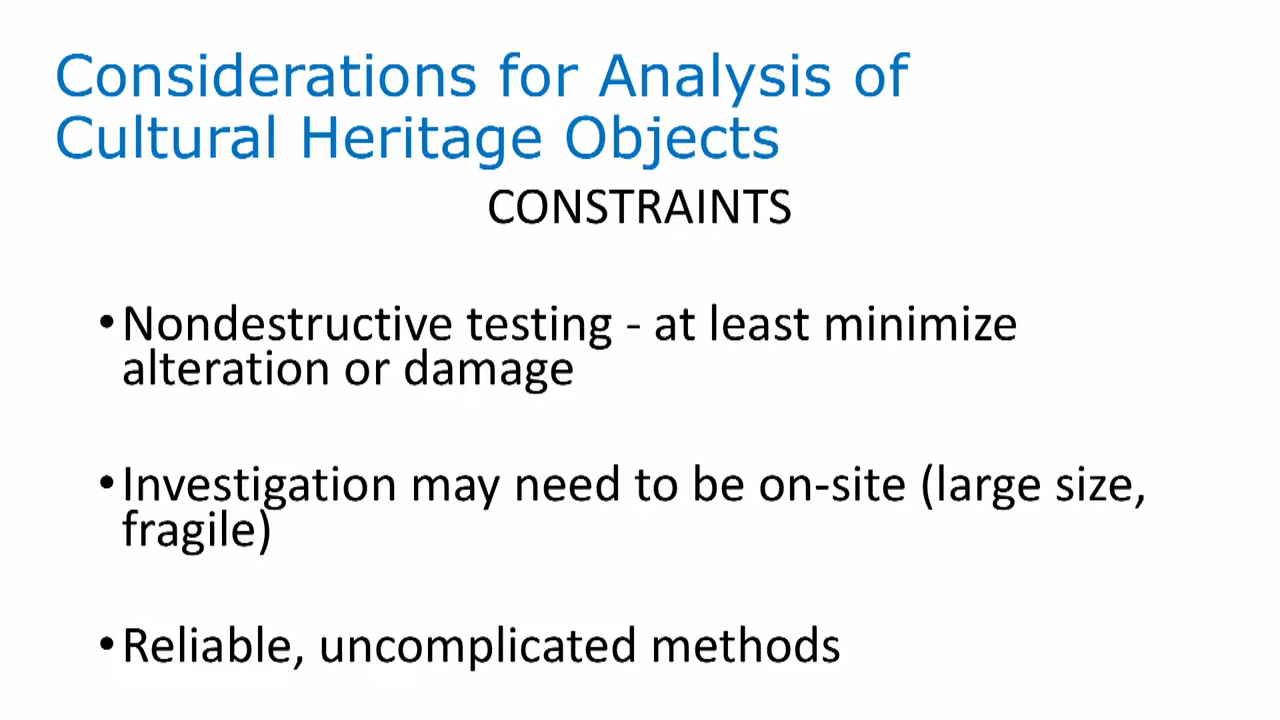 Considerations for Analysis of
Cultural Heritage Objects
CONSTRAINTS
•Nondestructive testing - at least minimize
alteration or damage
•Investigation may need to be on-site (large size,
fragile)
•Reliable, uncomplicated methods